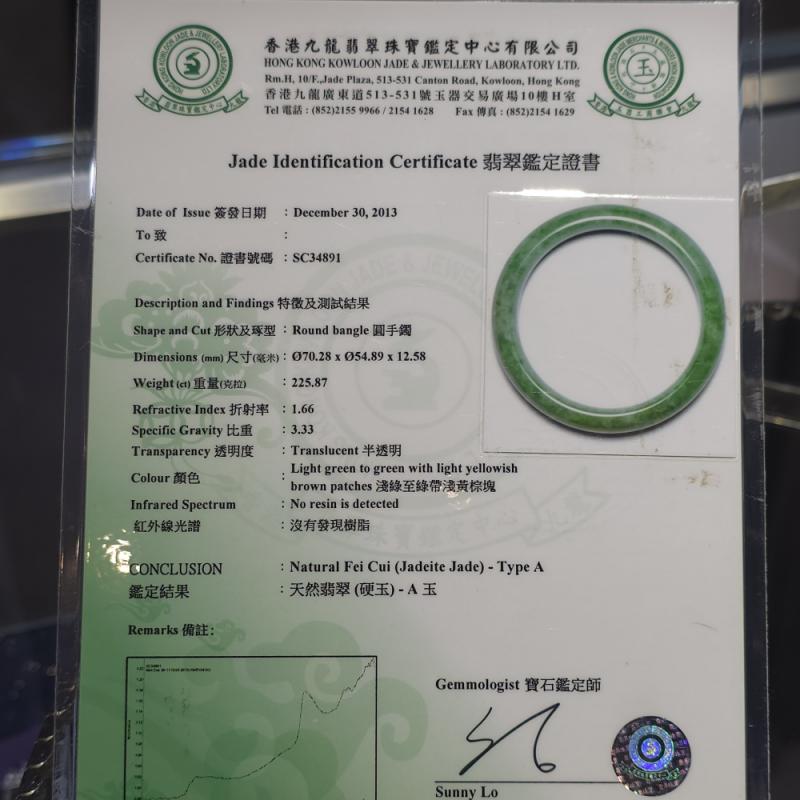 香港九龍翡翠珠寶鑑定中心有限公司
HONG KONG KOWLOON JADE & JEWELLERY LABORATORY LTD.
Rm.H, 10/F.,Jade Plaza, 513-531 Canton Road, Kowloon, Hong Kong
香港九龍廣東道513-531號玉器交易廣場10樓H室
Tel 電話 : (852)2155 9966 / 2154 1628 Fax 傳真 : (852)2154 1629
Jade Identification Certificate 翡翠鑑定證書
Date of Issue 簽發日期 : December 30, 2013
To 致 :
Certificate No. 證書號碼 : SC34891
Description and Findings 特徵及測試結果
Shape and Cut 形狀及琢型 : Round bangle 圓手鐲
Dimensions (mm) 尺寸(毫米) : Ø70.28 x Ø54.89 x 12.58
Weight (ct) 重量(克拉) : 225.87
Refractive Index 折射率 : 1.66
Specific Gravity 比重 : 3.33
Transparency 透明度 : Translucent 半透明
Colour 顏色 : Light green to green with light yellowish
brown patches 淺綠至綠帶淺黃棕塊
Infrared Spectrum : No resin is detected
紅外線光譜 : 沒有發現樹脂
CONCLUSION : Natural Fei Cui (Jadeite Jade) - Type A
鑑定結果 : 天然翡翠 (硬玉) - A 玉
Remarks 備註:
Gemmologist 寶石鑑定師
Sunny Lo